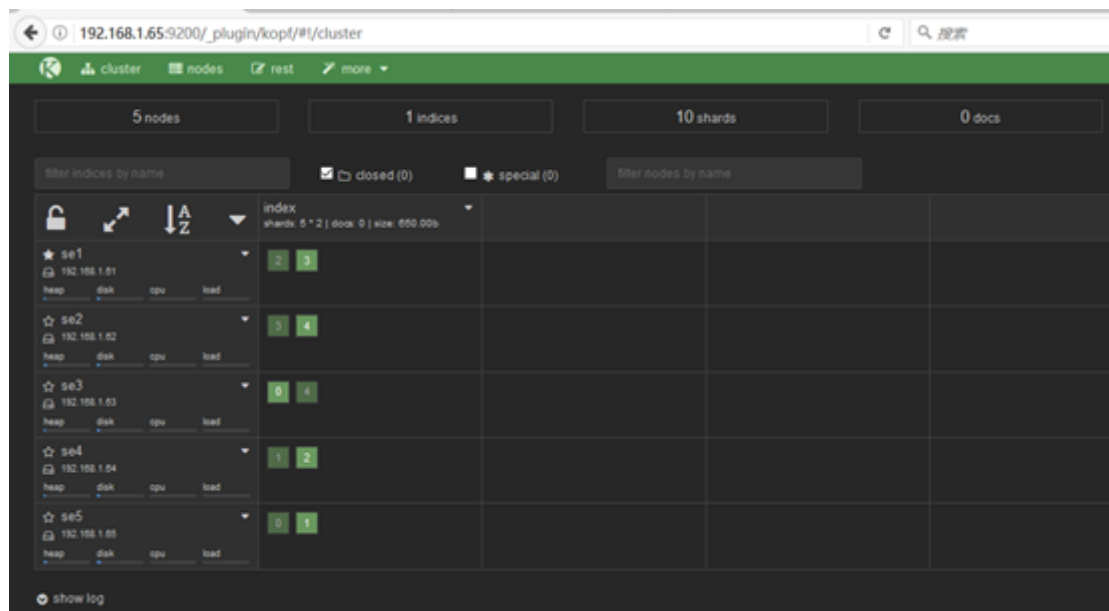 192.168.1.65:9200/_plugin/kopf/#!/cluster 搜索
cluster nodes rest more
5 nodes 1 indices 10 shards 0 docs
filter indices by name closed (0) special (0) filter nodes by name
index
shards: 5 * 2 | docs: 0 | size: 650.00b
se1 2 3
192.168.1.61
heap disk cpu load
se2 3 4
192.168.1.62
heap disk cpu load
se3 0 4
192.168.1.63
heap disk cpu load
se4 1 2
192.168.1.64
heap disk cpu load
se5 0 1
192.168.1.65
heap disk cpu load
show log